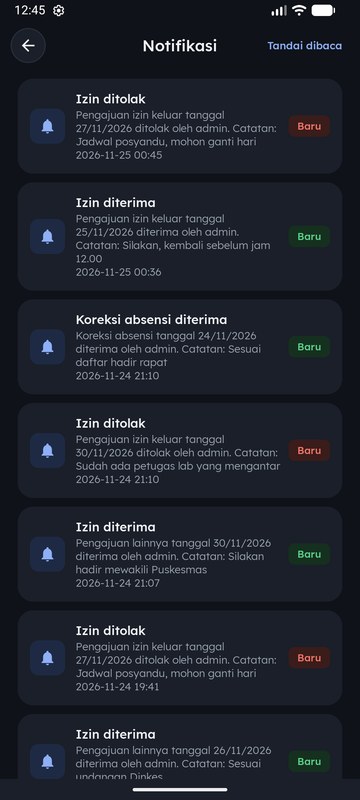 12:45
Notifikasi
Tandai dibaca
Izin ditolak
Pengajuan izin keluar tanggal
27/11/2026 ditolak oleh admin. Catatan:
Jadwal posyandu, mohon ganti hari
2026-11-25 00:45
Baru
Izin diterima
Pengajuan izin keluar tanggal
25/11/2026 diterima oleh admin.
Catatan: Silakan, kembali sebelum jam
12.00
2026-11-25 00:36
Baru
Koreksi absensi diterima
Koreksi absensi tanggal 24/11/2026
diterima oleh admin. Catatan: Sesuai
daftar hadir rapat
2026-11-24 21:10
Baru
Izin ditolak
Pengajuan izin keluar tanggal
30/11/2026 ditolak oleh admin. Catatan:
Sudah ada petugas lab yang mengantar
2026-11-24 21:10
Baru
Izin diterima
Pengajuan lainnya tanggal 30/11/2026
diterima oleh admin. Catatan: Silakan
hadir mewakili Puskesmas
2026-11-24 21:07
Baru
Izin ditolak
Pengajuan izin keluar tanggal
27/11/2026 ditolak oleh admin. Catatan:
Jadwal posyandu, mohon ganti hari
2026-11-24 19:41
Baru
Izin diterima
Pengajuan lainnya tanggal 26/11/2026
diterima oleh admin. Catatan: Sesuai
undangan Dinkes
Baru